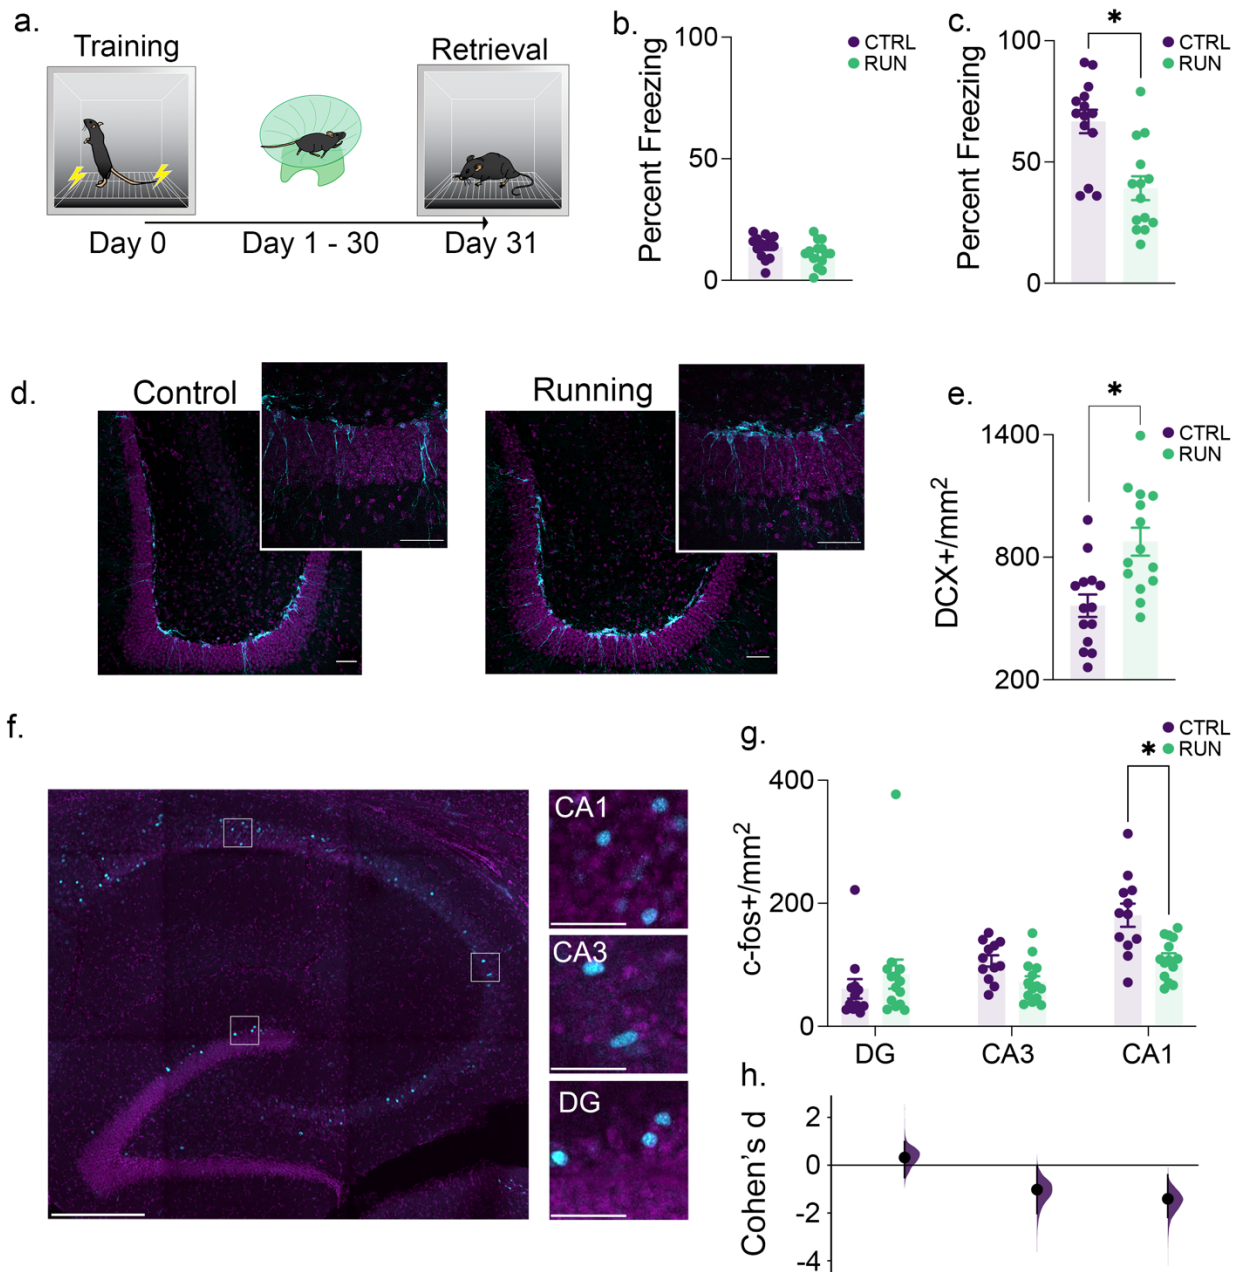 a.
Training
Retrieval
Day 0
Day 1 - 30
Day 31
b.
Percent Freezing
100
50
0
CTRL
RUN
c.
*
Percent Freezing
100
50
0
CTRL
RUN
d.
Control
Running
e.
*
DCX+/mm²
1400
800
200
CTRL
RUN
f.
CA1
CA3
DG
g.
CTRL
RUN
*
c-fos+/mm²
400
200
0
DG
CA3
CA1
h.
Cohen's d
2
0
-2
-4